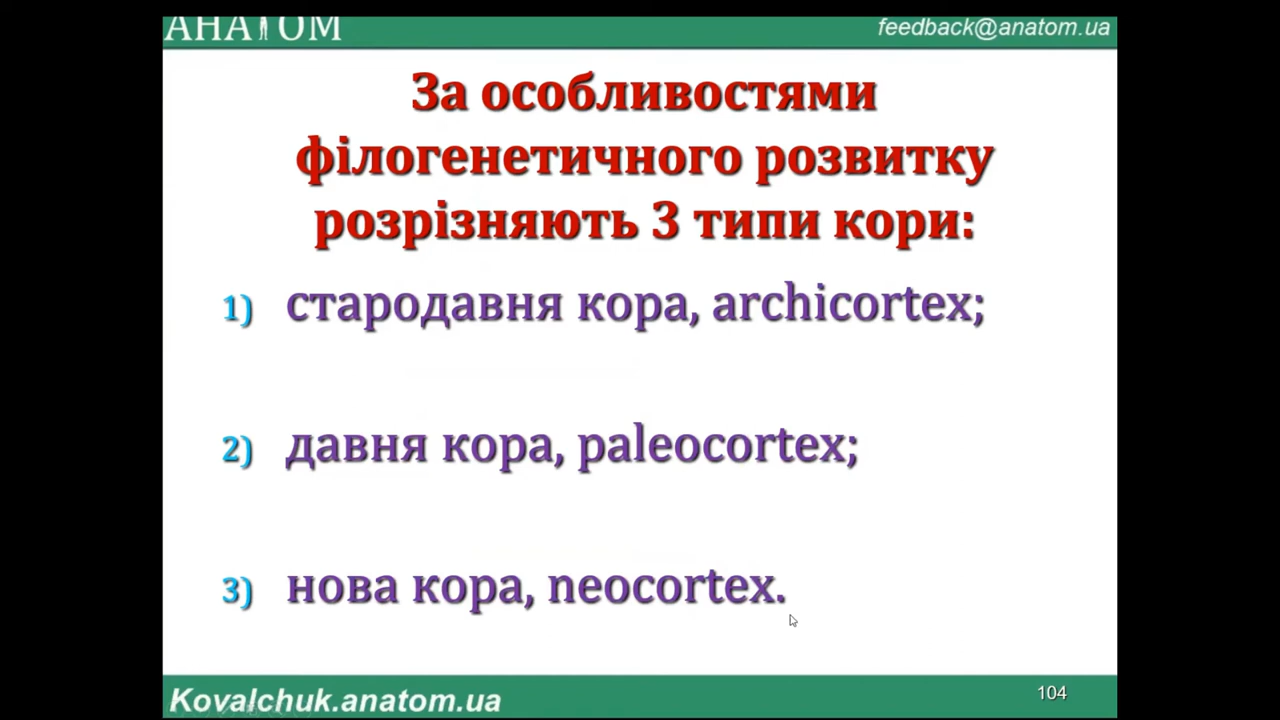 АНАТОМ
feedback@anatom.ua
За особливостями
філогенетичного розвитку
розрізняють 3 типи кори:
1) стародавня кора, archicortex;
2) давня кора, paleocortex;
3) нова кора, neocortex.
Kovalchuk.anatom.ua
104